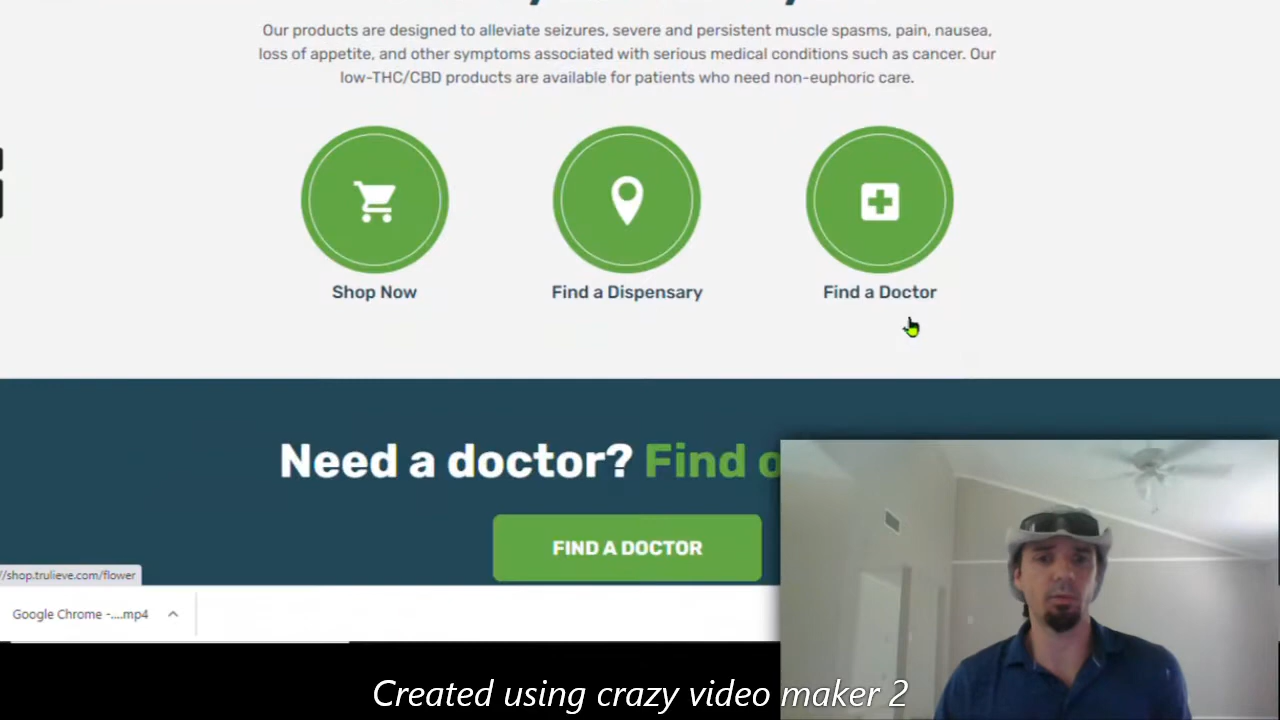 Our products are designed to alleviate seizures, severe and persistent muscle spasms, pain, nausea,
loss of appetite, and other symptoms associated with serious medical conditions such as cancer. Our
low-THC/CBD products are available for patients who need non-euphoric care.
Shop Now
Find a Dispensary
Find a Doctor
Need a doctor? Find
FIND A DOCTOR
//shop.trulieve.com/flower
Google Chrome -....mp4
Created using crazy video maker 2